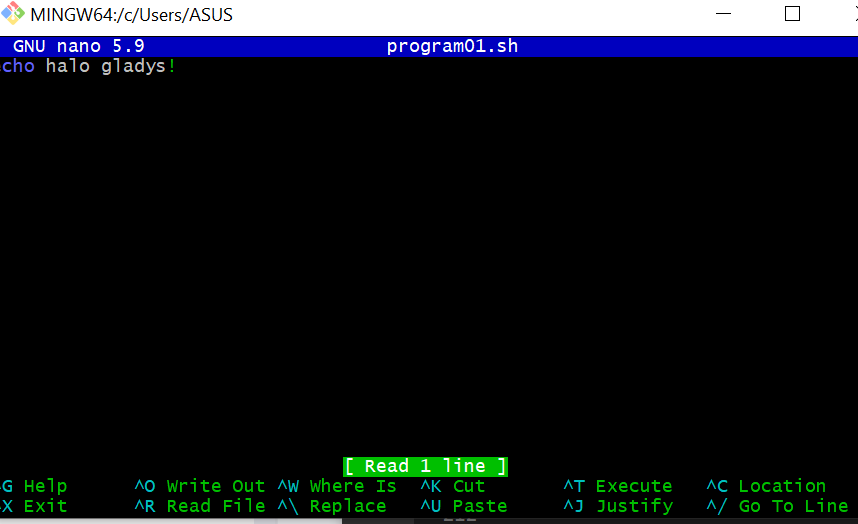 MINGW64:/c/Users/ASUS
GNU nano 5.9 program01.sh
echo halo gladys!
[ Read 1 line ]
^G Help ^O Write Out ^W Where Is ^K Cut ^T Execute ^C Location
^X Exit ^R Read File ^\ Replace ^U Paste ^J Justify ^/ Go To Line